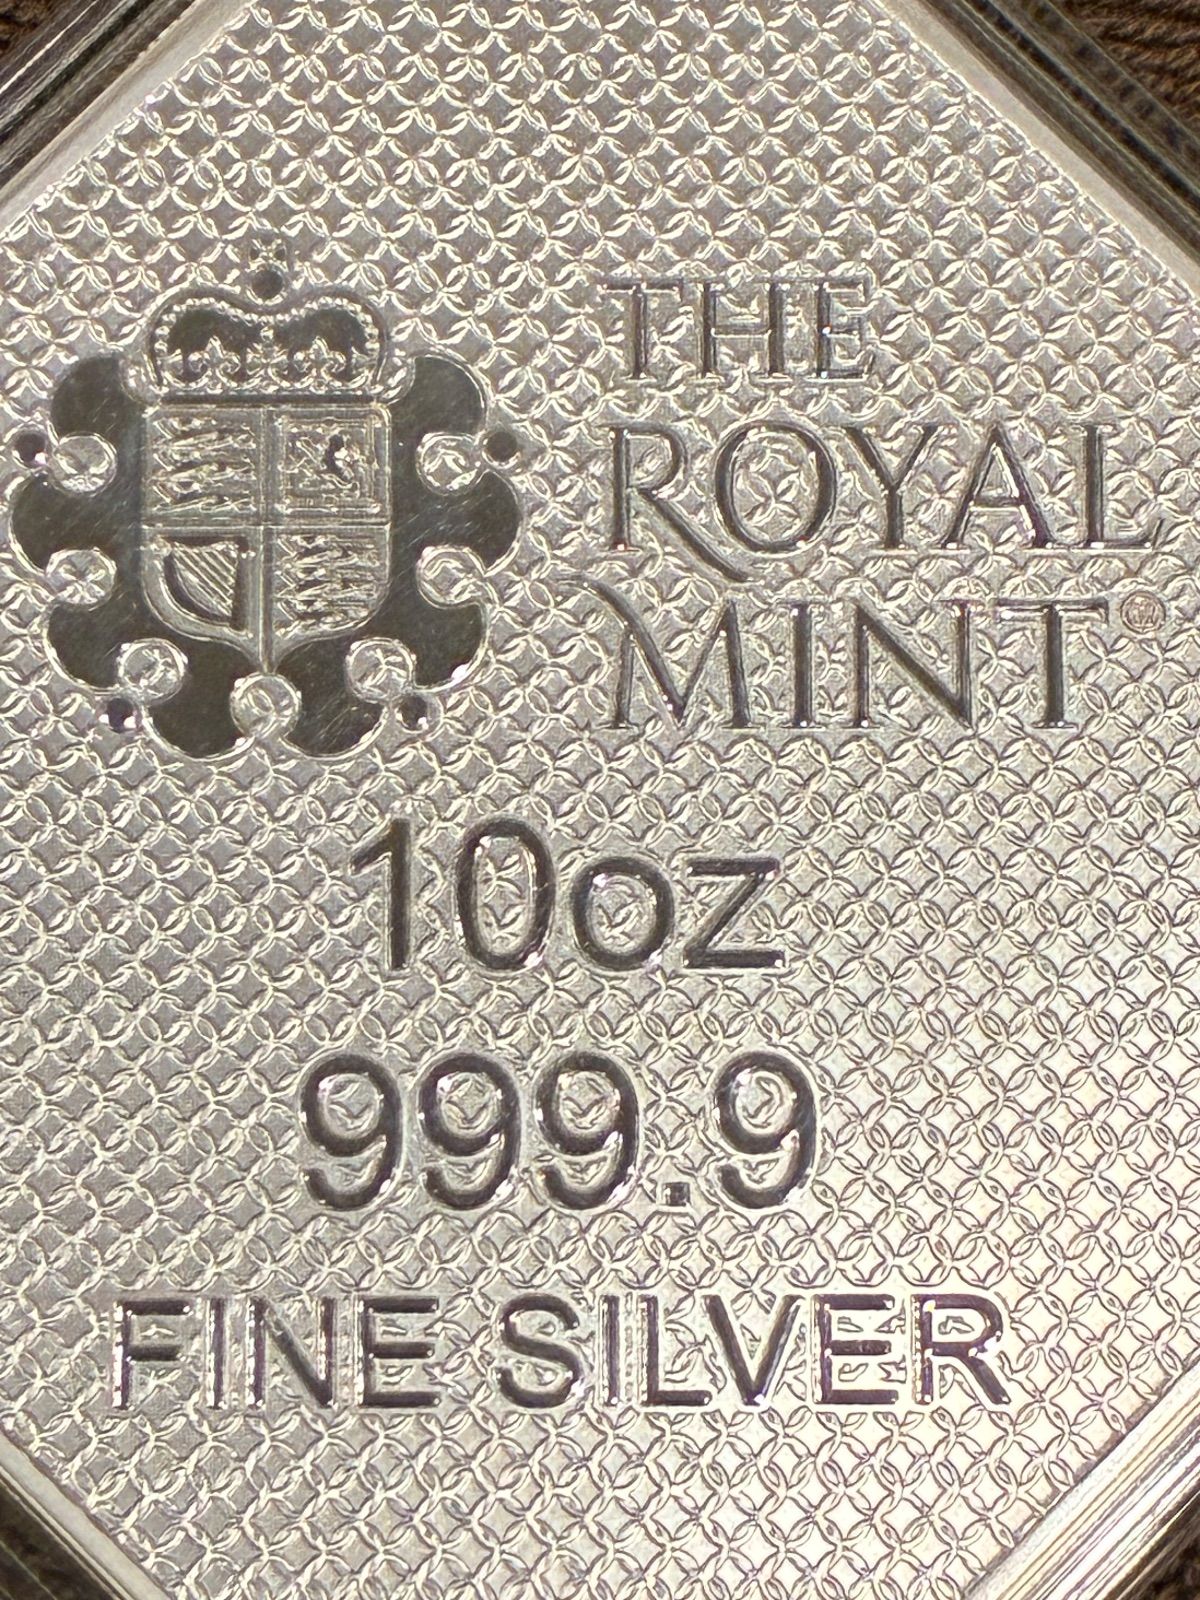 THE
ROYAL
MINT
10oz
999.9
FINE SILVER